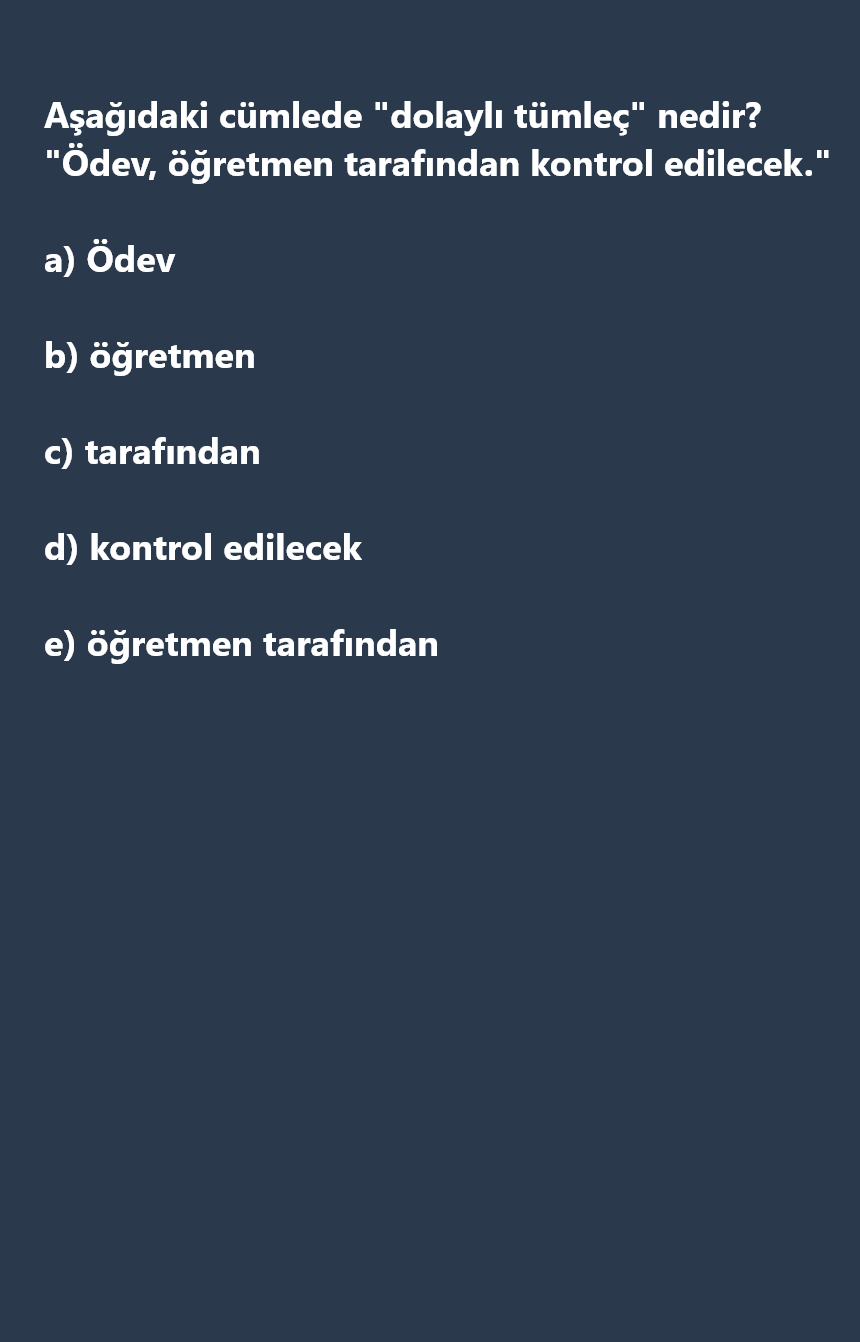 Aşağıdaki cümlede "dolaylı tümleç" nedir?
"Ödev, öğretmen tarafından kontrol edilecek."
a) Ödev
b) öğretmen
c) tarafından
d) kontrol edilecek
e) öğretmen tarafından